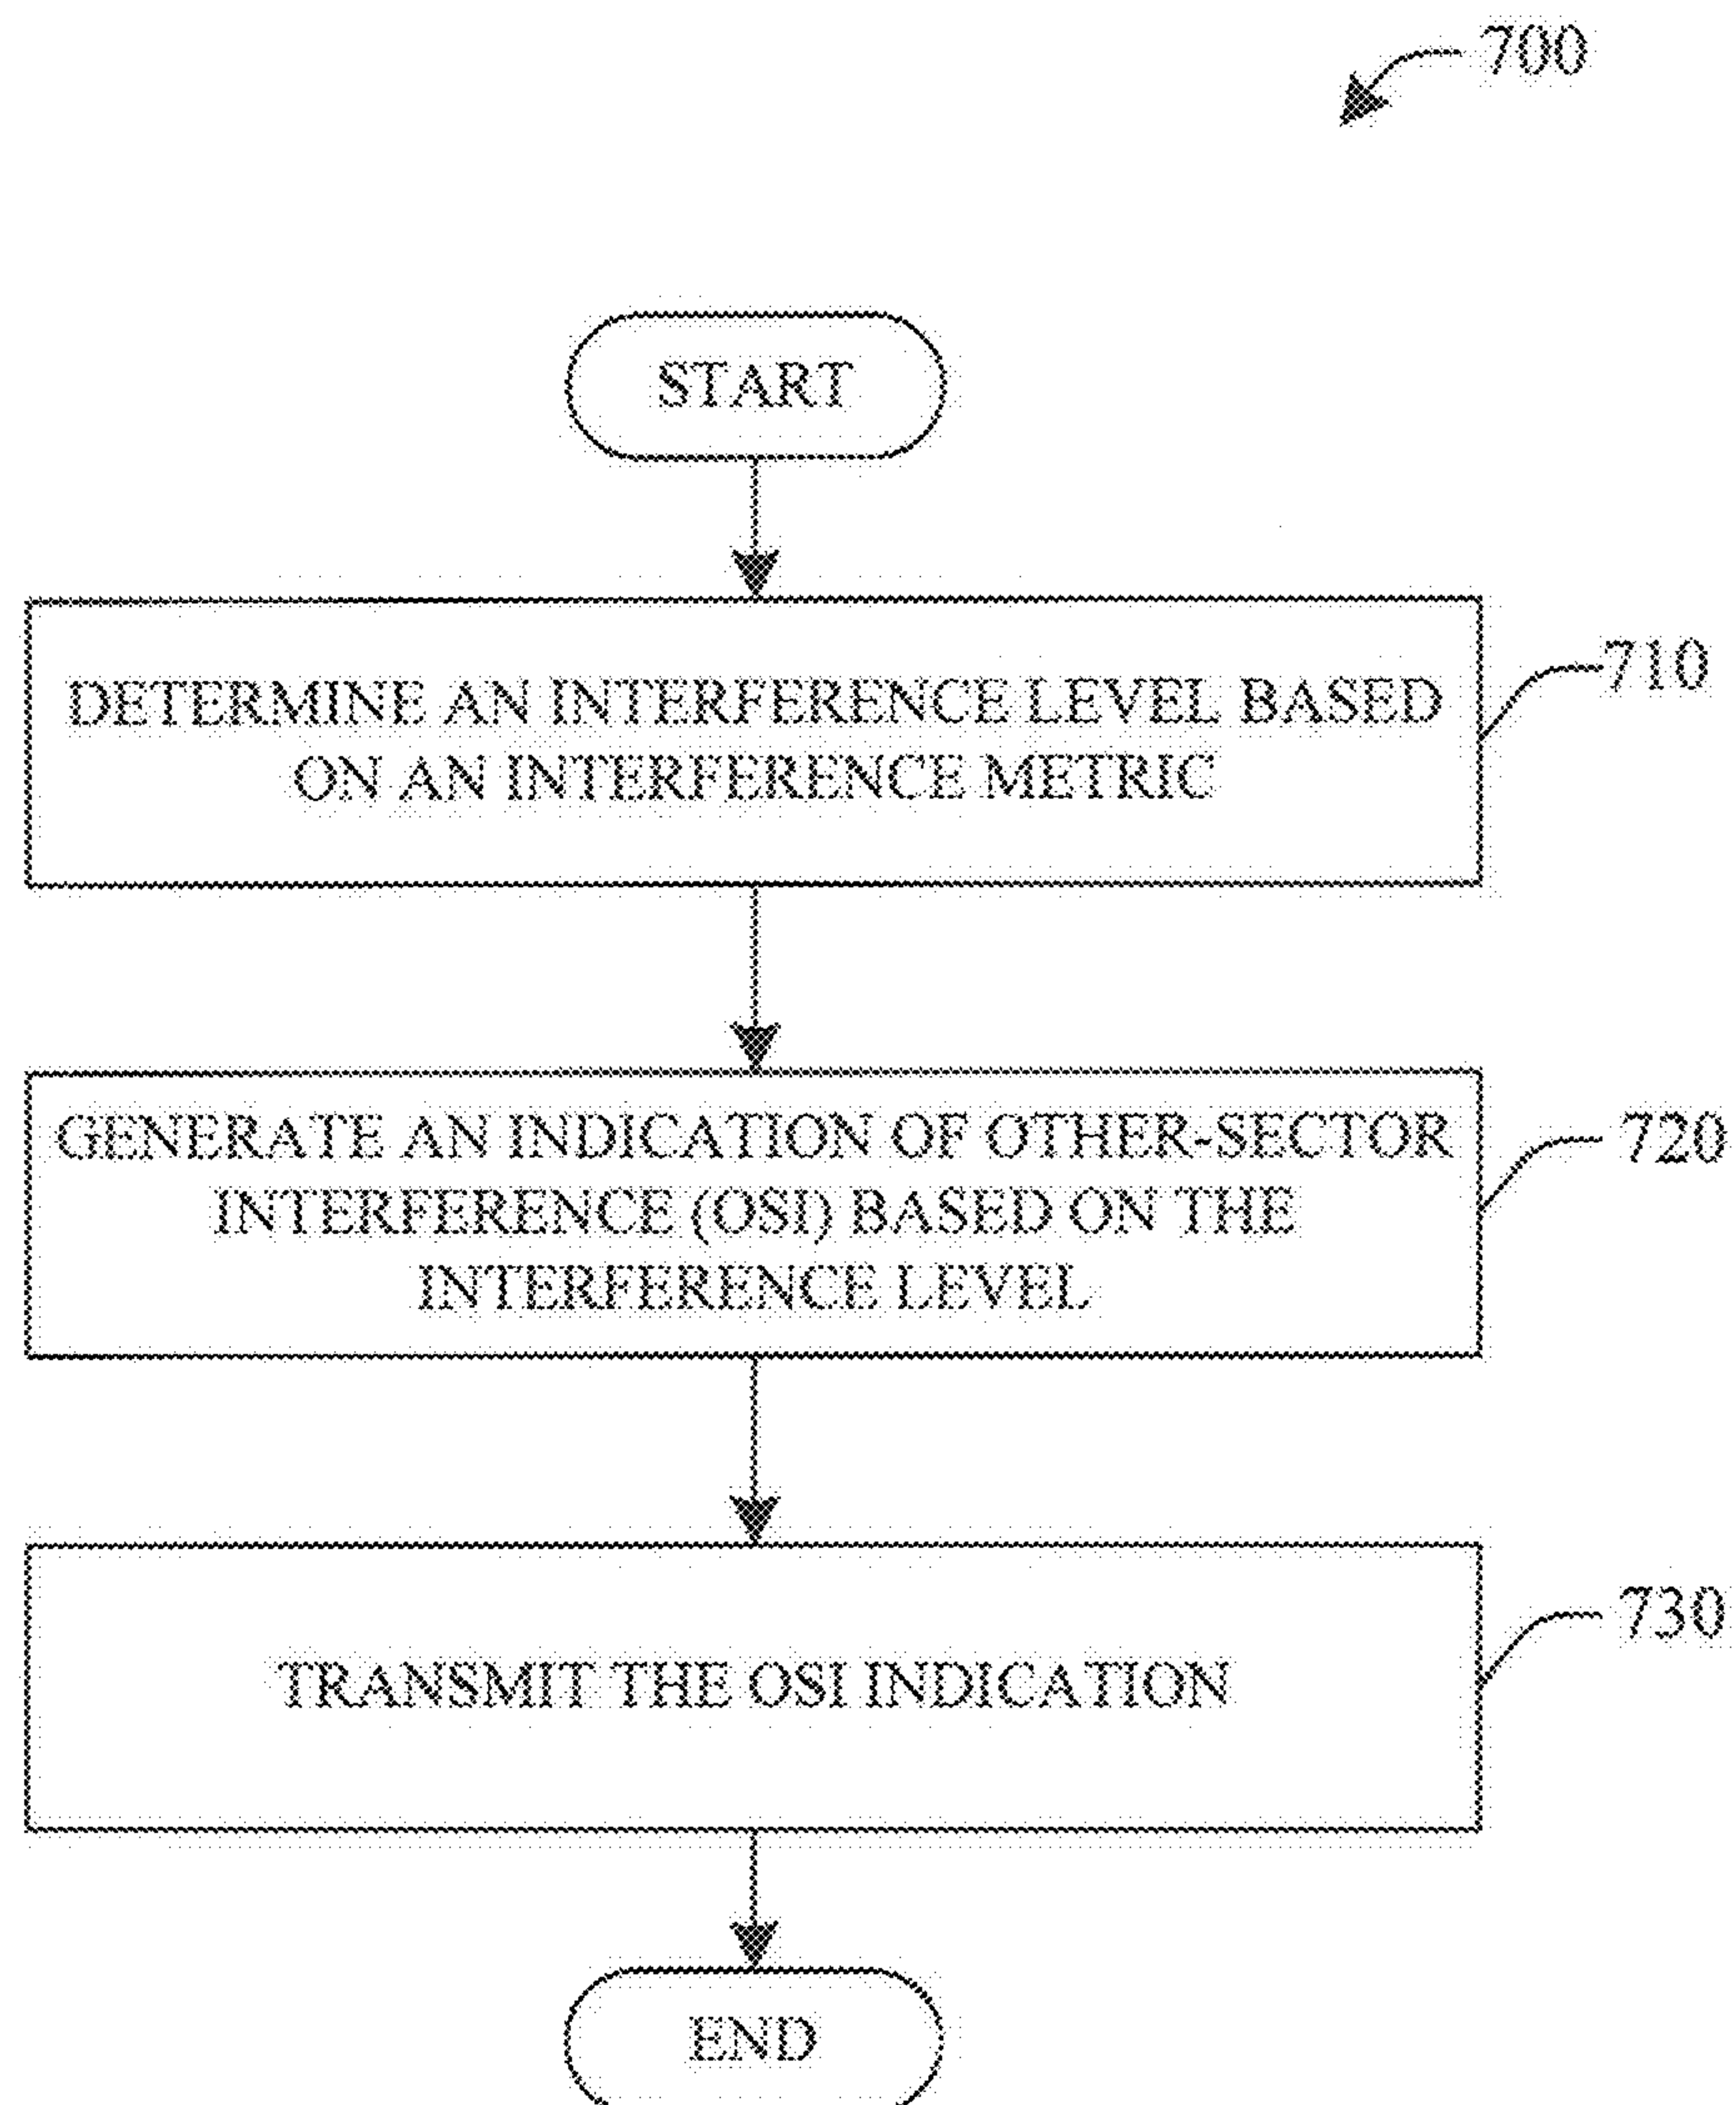 700
START
DETERMINE AN INTERFERENCE LEVEL BASED
ON AN INTERFERENCE METRIC
710
GENERATE AN INDICATION OF OTHER-SECTOR
INTERFERENCE (OSI) BASED ON THE
INTERFERENCE LEVEL
720
TRANSMIT THE OSI INDICATION
730
END